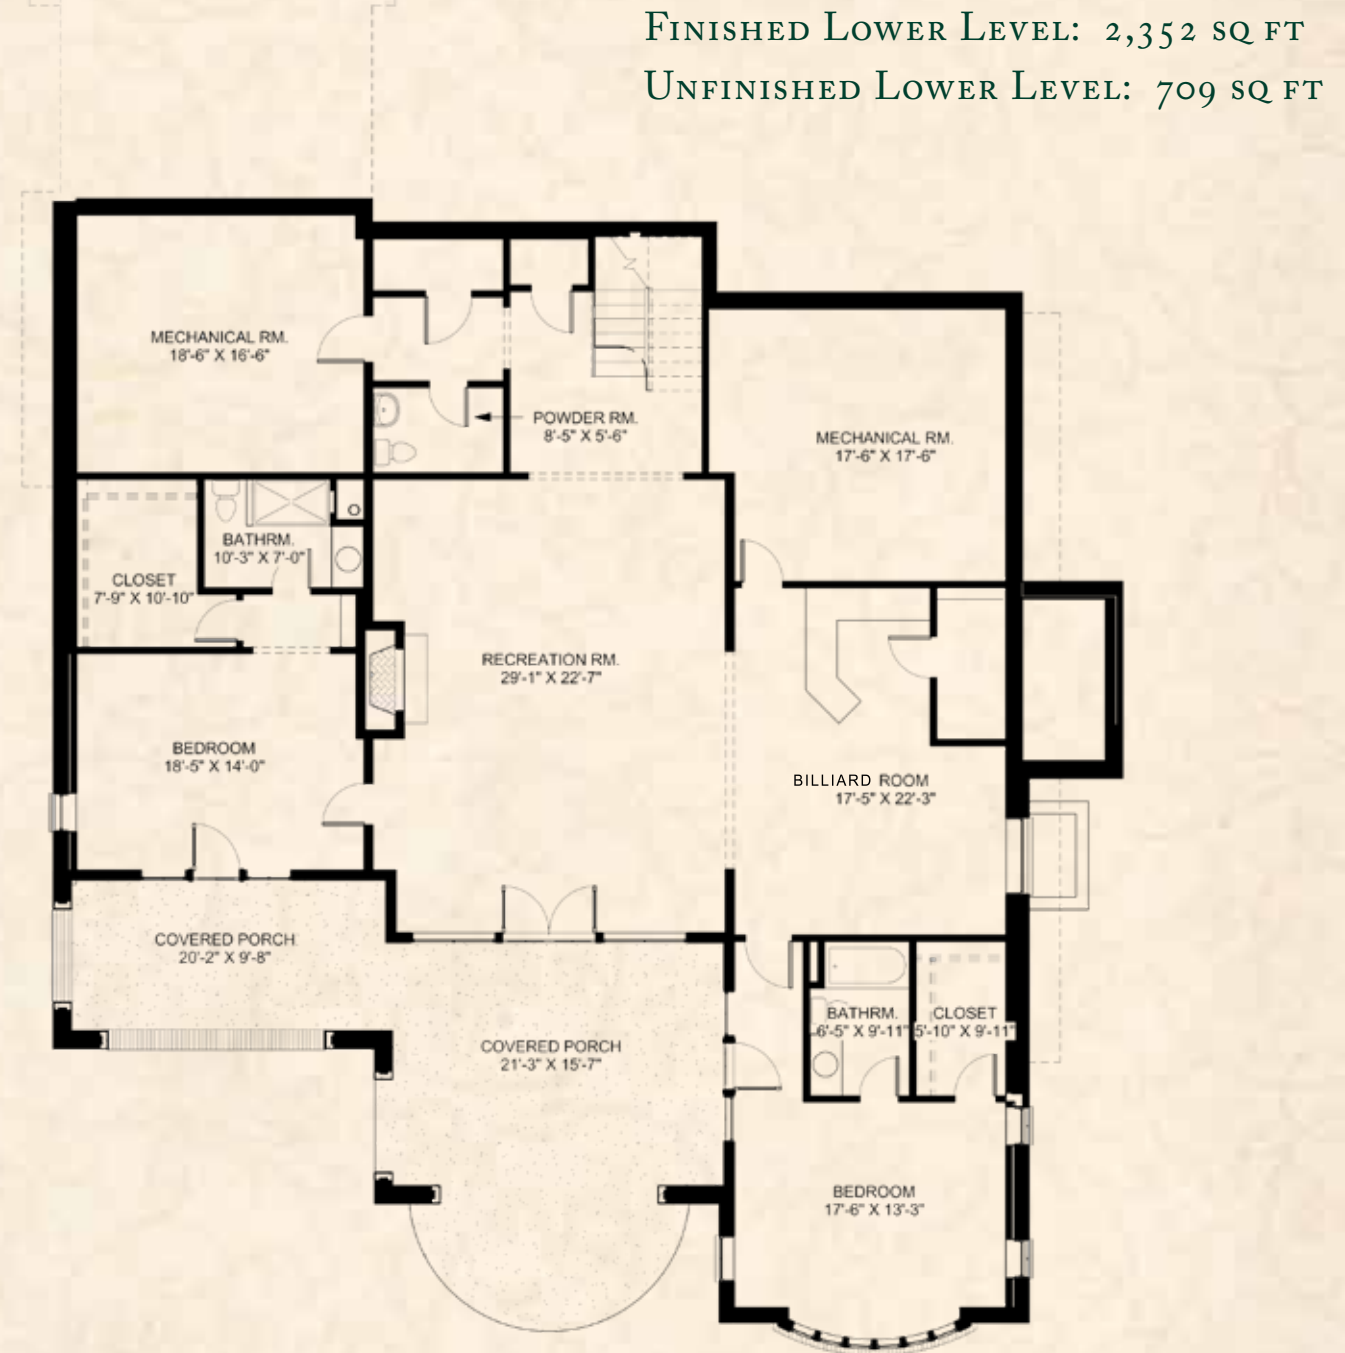 Finished Lower Level: 2,352 sq ft
Unfinished Lower Level: 709 sq ft
MECHANICAL RM.
18'-6" X 16'-6"
POWDER RM.
8'-5" X 5'-6"
MECHANICAL RM.
17'-6" X 17'-6"
BATHRM.
10'-3" X 7'-0"
CLOSET
7'-9" X 10'-10"
RECREATION RM.
29'-1" X 22'-7"
BEDROOM
18'-5" X 14'-0"
BILLIARD ROOM
17'-5" X 22'-3"
COVERED PORCH
20'-2" X 9'-8"
BATHRM.
6'-5" X 9'-11"
CLOSET
5'-10" X 9'-11"
COVERED PORCH
21'-3" X 15'-7"
BEDROOM
17'-6" X 13'-3"